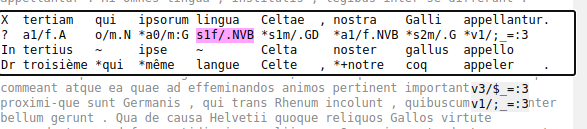 X tertiam qui ipsorum lingua Celtae , nostra Galli appellantur.
? a1/f.A o/m.N *a0/m:G s1f/.NVB *s1m/.GD *a1/f.NVB *s2m/.G *v1/;_=:3
In tertius ~ ipse ~ Celta noster gallus appello
Dr troisième *qui *même langue Celte , *+notre coq appeler .
commeant atque ea quae ad effeminandos animos pertinent important v3/$_=:3
proximi-que sunt Germanis , qui trans Rhenum incolunt , quibuscum v1/;_=:3 nter
bellum gerunt . Qua de causa Helvetii quoque reliquos Gallos virtute